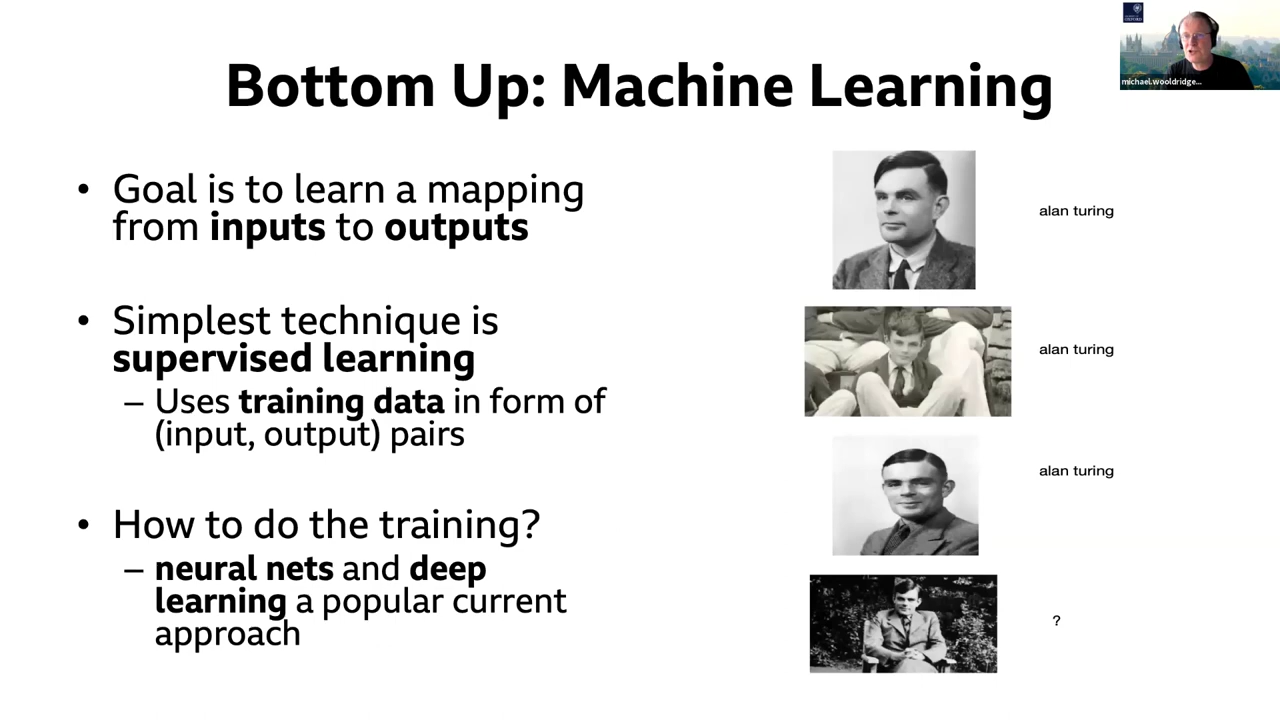 Bottom Up: Machine Learning
• Goal is to learn a mapping
from inputs to outputs
• Simplest technique is
supervised learning
– Uses training data in form of
(input, output) pairs
• How to do the training?
– neural nets and deep
learning a popular current
approach
alan turing
alan turing
alan turing
?
OXFORD
michael.wooldridge...